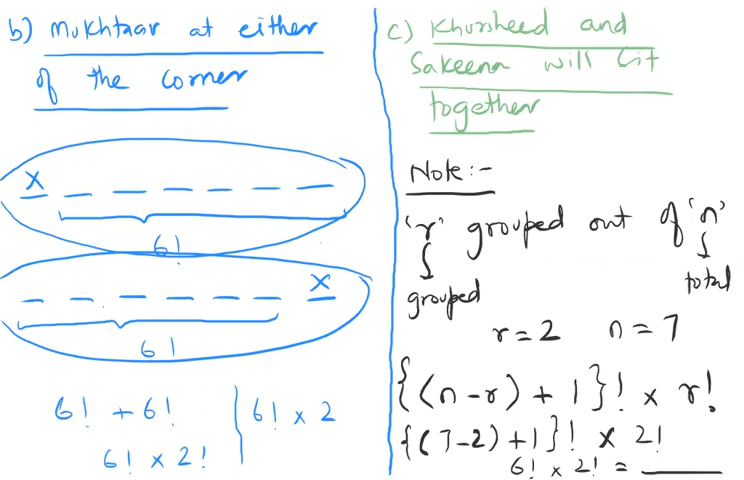 b) Mukhtaar at either
of the corner
x _ _ _ _ _ _
6!
_ _ _ _ _ _ x
6!
6! + 6! | 6! x 2
6! x 2!
c) Khursheed and
Sakeena will sit
together
Note:-
'r' grouped out of 'n'
grouped total
r = 2 n = 7
{(n-r) + 1}! x r!
{(7-2) + 1}! x 2!
6! x 2! = ____